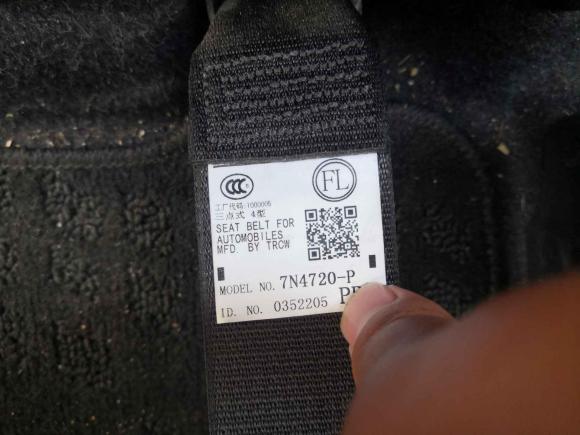 CCC
FL
工厂代码:Y000005
三点式 4型
SEAT BELT FOR
AUTOMOBILES
MFD BY TRCW
MODEL NO. 7N4720-P
ID. NO. 0352205